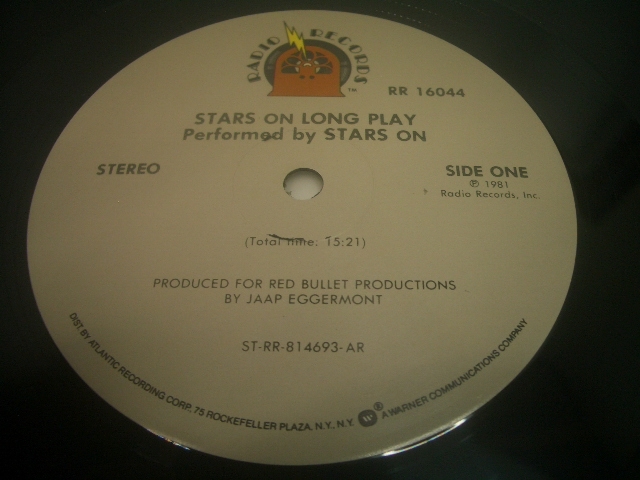 RADIO RECORDS
TM
RR 16044
STARS ON LONG PLAY
Performed by STARS ON
STEREO
SIDE ONE
℗ 1981
Radio Records, Inc.
(Total time: 15:21)
PRODUCED FOR RED BULLET PRODUCTIONS
BY JAAP EGGERMONT
ST-RR-814693-AR
DIST. BY ATLANTIC RECORDING CORP. 75 ROCKEFELLER PLAZA, N.Y., N.Y. ® A WARNER COMMUNICATIONS COMPANY